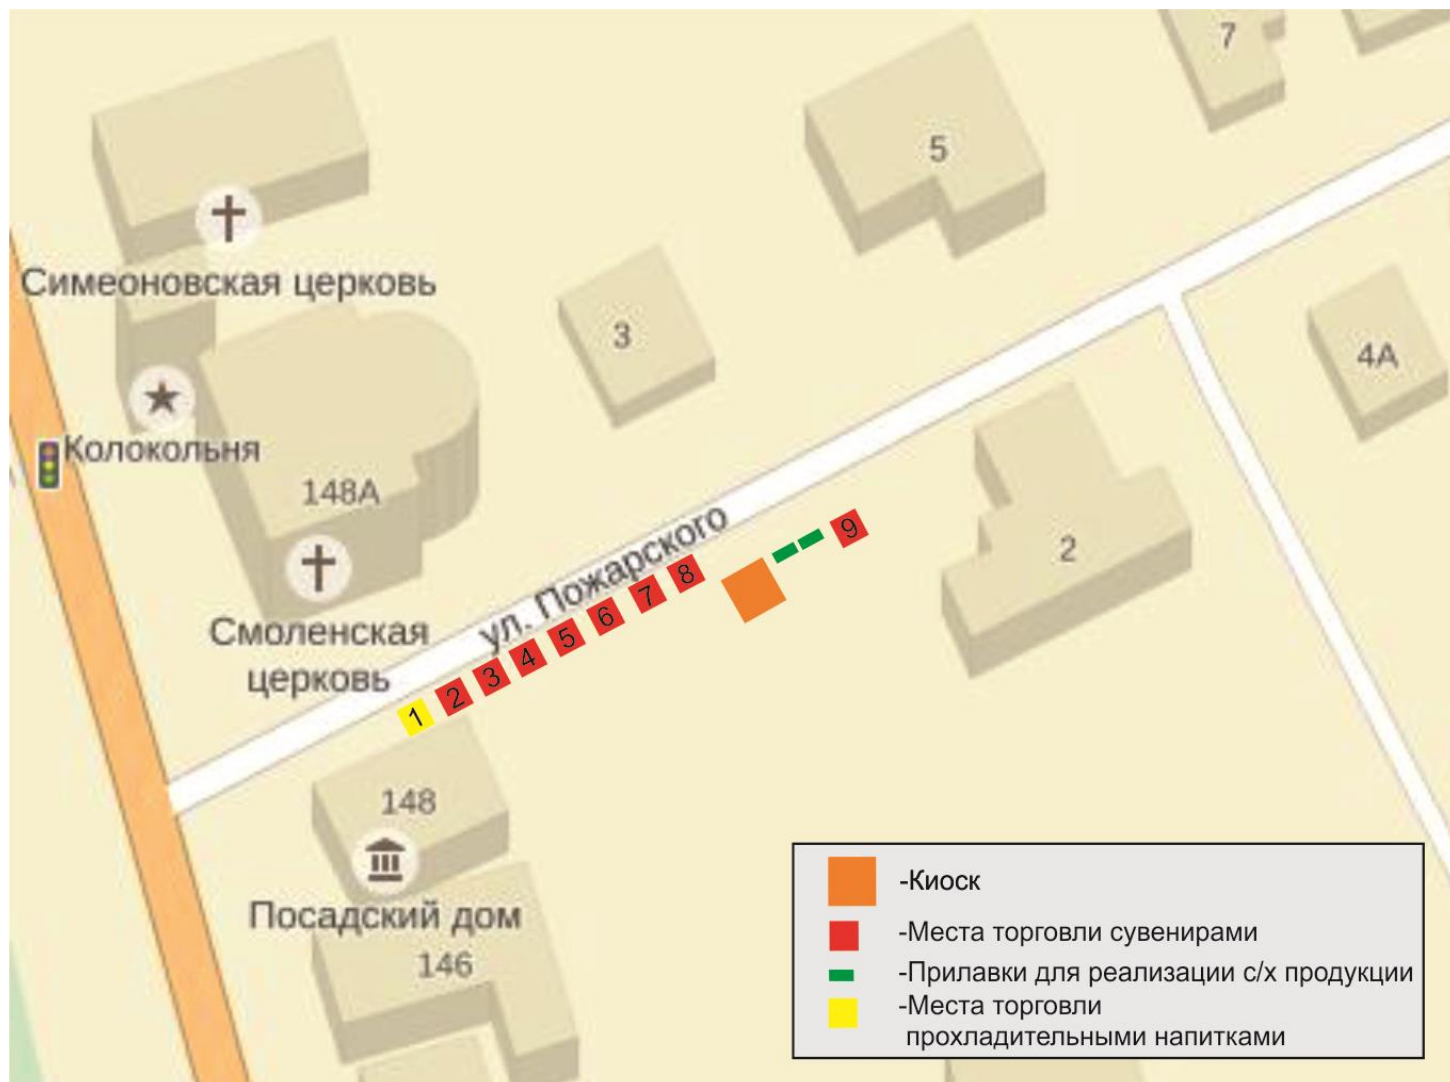 7
5
Симеоновская церковь
3
4А
Колокольня
148А
ул. Пожарского
9
2
8
7
6
5
4
3
2
1
Смоленская
церковь
148
Посадский дом
146
-Киоск
-Места торговли сувенирами
-Прилавки для реализации с/х продукции
-Места торговли
прохладительными напитками